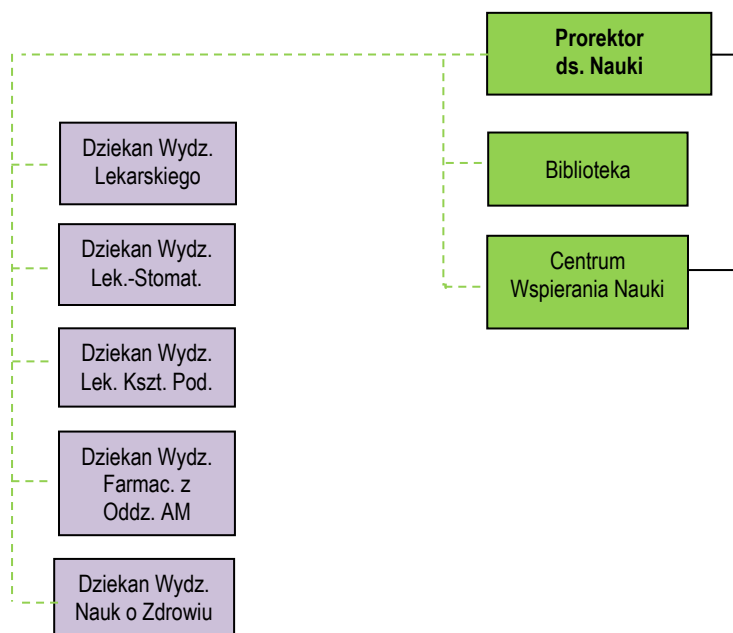 Prorektor
ds. Nauki
Dziekan Wydz.
Lekarskiego
Biblioteka
Dziekan Wydz.
Lek.-Stomat.
Centrum
Wspierania Nauki
Dziekan Wydz.
Lek. Kszt. Pod.
Dziekan Wydz.
Farmac. z
Oddz. AM
Dziekan Wydz.
Nauk o Zdrowiu